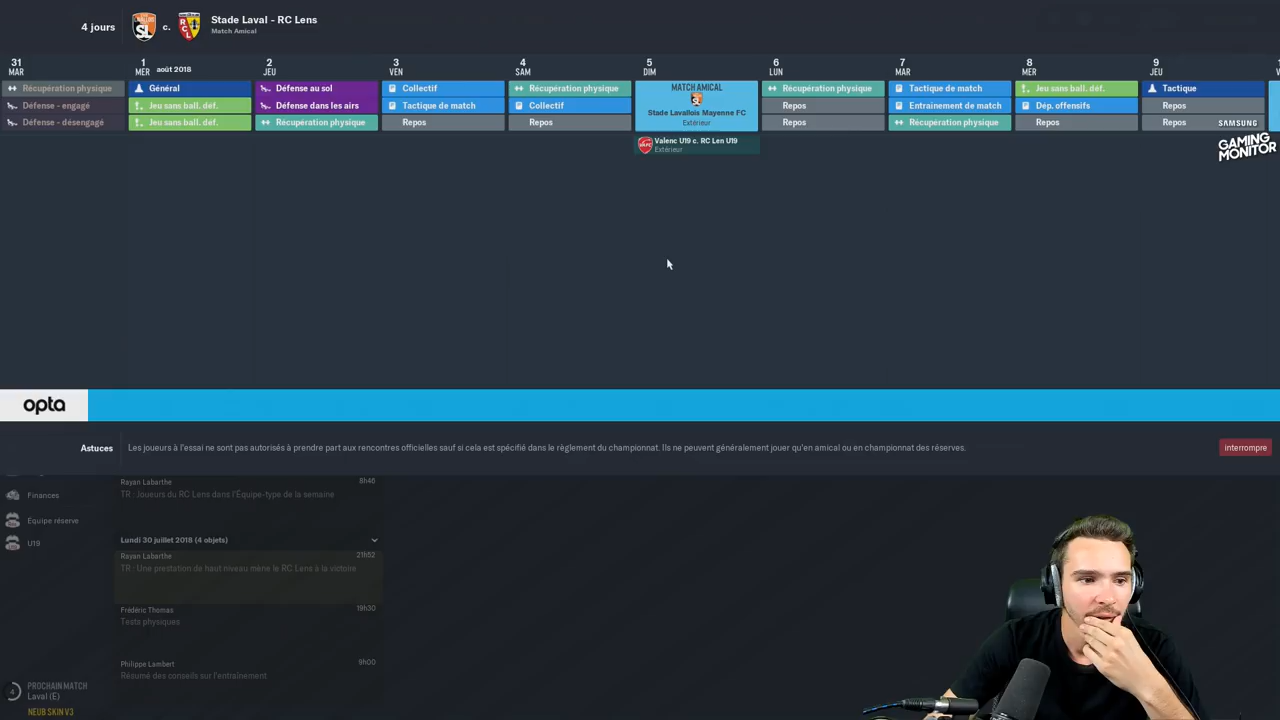 4 jours
c.
Stade Laval - RC Lens
Match Amical
31
MAR
1
MER août 2018
2
JEU
3
VEN
4
SAM
5
DIM
6
LUN
7
MAR
8
MER
9
JEU
Récupération physique
Défense - engagé
Défense - désengagé
Général
Jeu sans ball. déf.
Jeu sans ball. déf.
Défense au sol
Défense dans les airs
Récupération physique
Collectif
Tactique de match
Repos
Récupération physique
Collectif
Repos
MATCH AMICAL
Stade Lavallois Mayenne FC
Extérieur
Valenc U19 c. RC Len U19
Extérieur
Récupération physique
Repos
Repos
Tactique de match
Entrainement de match
Récupération physique
Jeu sans ball. déf.
Dép. offensifs
Repos
Tactique
Repos
Repos
SAMSUNG
GAMING
MONITOR
opta
Astuces
Les joueurs à l'essai ne sont pas autorisés à prendre part aux rencontres officielles sauf si cela est spécifié dans le règlement du championnat. Ils ne peuvent généralement jouer qu'en amical ou en championnat des réserves.
interrompre
Finances
Équipe réserve
U19
Rayan Labarthe 8h46
TR : Joueurs du RC Lens dans l'Équipe-type de la semaine
Lundi 30 juillet 2018 (4 objets)
Rayan Labarthe 21h52
TR : Une prestation de haut niveau mène le RC Lens à la victoire
Frédéric Thomas 19h30
Tests physiques
Philippe Lambert 9h00
Résumé des conseils sur l'entraînement
4
PROCHAIN MATCH
Laval (E)
NEUB SKIN V3